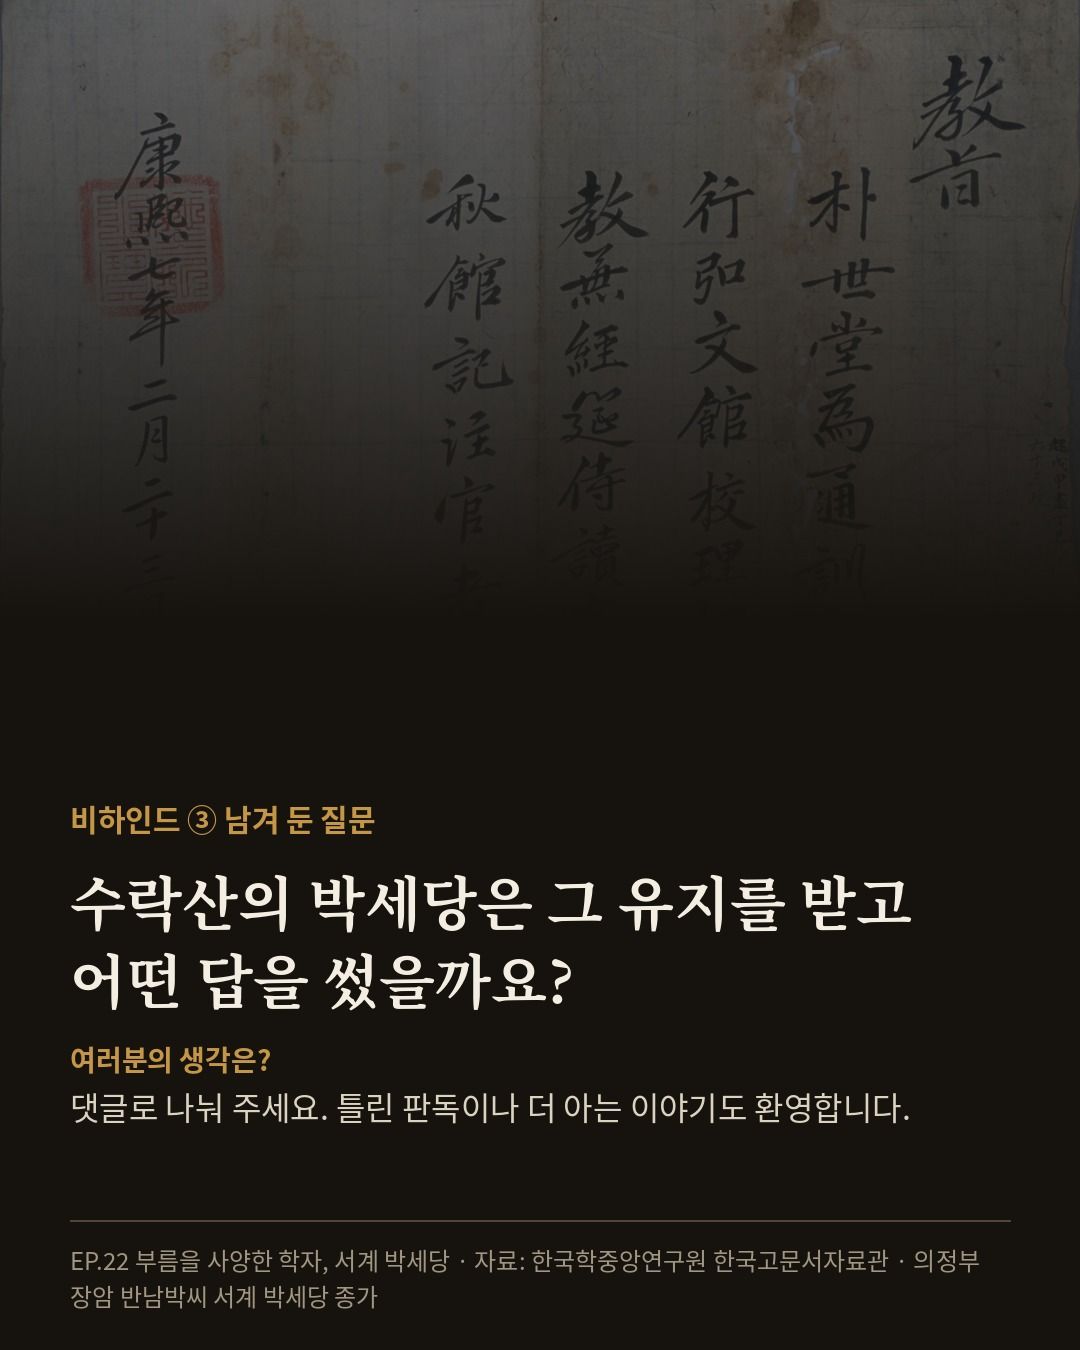 教旨
朴世堂為通訓
行弘文館校理
教兼經筵侍讀
秋館記注官
康熙七年二月二十三
비하인드 ③ 남겨 둔 질문
수락산의 박세당은 그 유지를 받고
어떤 답을 썼을까요?
여러분의 생각은?
댓글로 나눠 주세요. 틀린 판독이나 더 아는 이야기도 환영합니다.
EP.22 부름을 사양한 학자, 서계 박세당 · 자료: 한국학중앙연구원 한국고문서자료관 · 의정부
장암 반남박씨 서계 박세당 종가